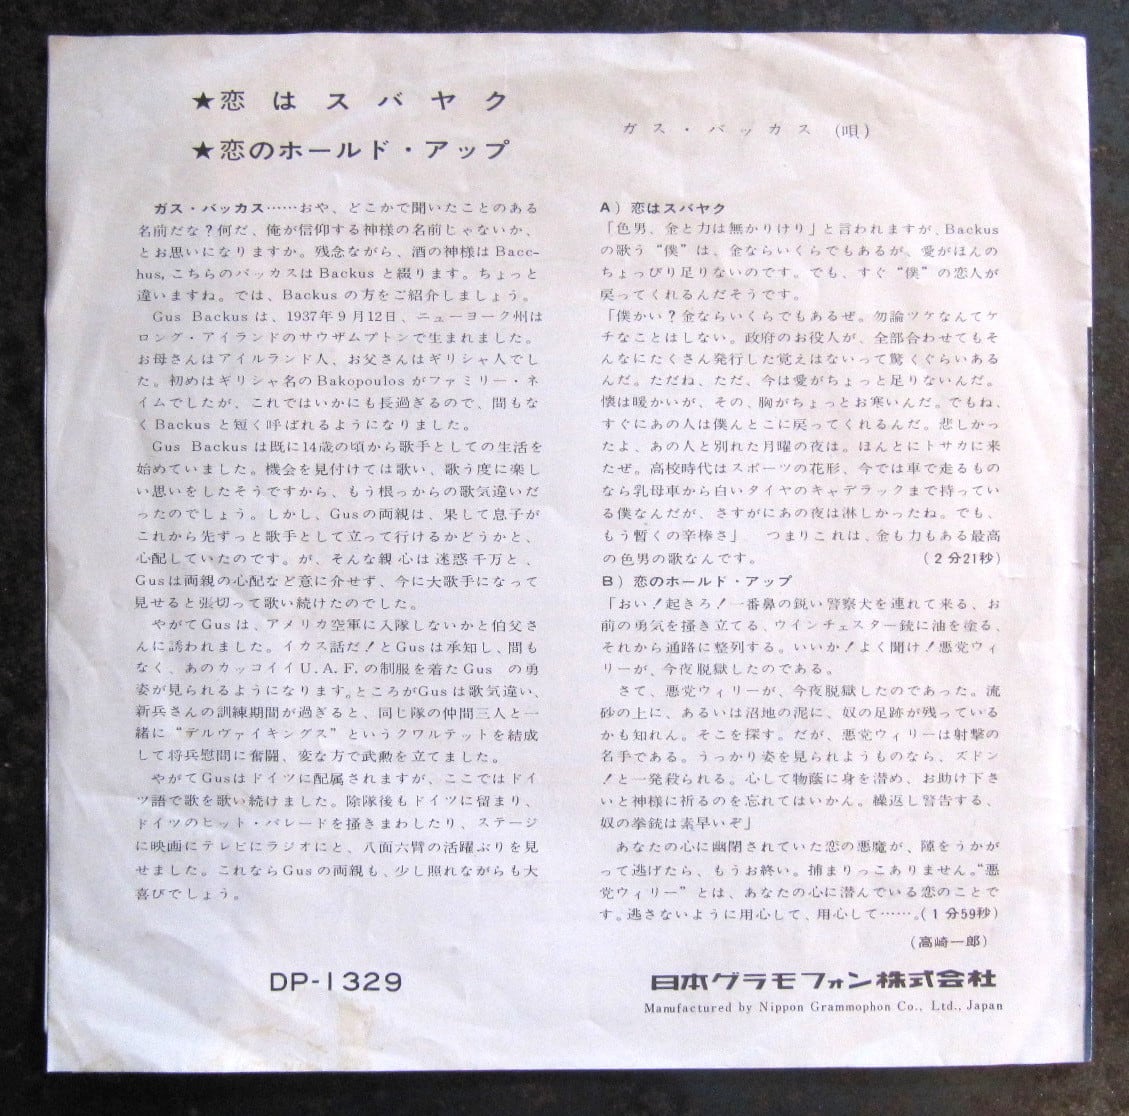 ★恋はスバヤク
★恋のホールド・アップ
ガス・バッカス（唄）
ガス・バッカス……おや、どこかで聞いたことのある
名前だな？何だ、俺が信仰する神様の名前じゃないか、
とお思いになりますか。残念ながら、酒の神様はBacc-
hus, こちらのバッカスはBackusと綴ります。ちょっと
違いますね。では、Backusの方をご紹介しましょう。
Gus Backusは、1937年9月12日、ニューヨーク州は
ロング・アイランドのサウザムプトンで生まれました。
お母さんはアイルランド人、お父さんはギリシャ人でし
た。初めはギリシャ名のBakopoulosがファミリー・ネ
イムでしたが、これではいかにも長過ぎるので、間もな
くBackusと短く呼ばれるようになりました。
Gus Backusは既に14歳の頃から歌手としての生活を
始めていました。機会を見付けては歌い、歌う度に楽し
い思いをしたそうですから、もう根っからの歌気違いだ
ったのでしょう。しかし、Gusの両親は、果して息子が
これから先ずっと歌手として立って行けるかどうかと、
心配していたのです。が、そんな親心は迷惑千万と、
Gusは両親の心配など意に介せず、今に大歌手になって
見せると張切って歌い続けたのでした。
やがてGusは、アメリカ空軍に入隊しないかと伯父さ
んに誘われました。イカス話だ！とGusは承知し、間も
なく、あのカッコイイU.A.F.の制服を着たGus の勇
姿が見られるようになります。ところがGusは歌気違い、
新兵さんの訓練期間が過ぎると、同じ隊の仲間三人と一
緒に“デルヴァイキングス”というクワルテットを結成
して将兵慰問に奮闘、変な方で武勲を立てました。
やがてGusはドイツに配属されますが、ここではドイ
ツ語で歌を歌い続けました。除隊後もドイツに留まり、
ドイツのヒット・パレードを掻きまわしたり、ステージ
に映画にテレビにラジオにと、八面六臂の活躍ぶりを見
せました。これならGusの両親も、少し照れながらも大
喜びでしょう。
A）恋はスバヤク
「色男、金と力は無かりけり」と言われますが、Backus
の歌う“僕”は、金ならいくらでもあるが、愛がほんの
ちょっぴり足りないのです。でも、すぐ“僕”の恋人が
戻ってくれるんだそうです。
「僕かい？金ならいくらでもあるぜ。勿論ツケなんてケ
チなことはしない。政府のお役人が、全部合わせてもそ
んなにたくさん発行した覚えはないって驚くぐらいある
んだ。ただね、ただ、今は愛がちょっと足りないんだ。
懐は暖かいが、その、胸がちょっとお寒いんだ。でもね、
すぐにあの人は僕んとこに戻ってくれるんだ。悲しかっ
たよ、あの人と別れた月曜の夜は。ほんとにトサカに来
たぜ。高校時代はスポーツの花形、今では車で走るもの
なら乳母車から白いタイヤのキャデラックまで持ってい
る僕なんだが、さすがにあの夜は淋しかったね。でも、
もう暫くの辛棒さ」　つまりこれは、金も力もある最高
の色男の歌なんです。（2分21秒）
B）恋のホールド・アップ
「おい！起きろ！一番鼻の鋭い警察犬を連れて来る、お
前の勇気を掻き立てる、ウインチェスター銃に油を塗る、
それから通路に整列する。いいか！よく聞け！悪党ウィ
リーが、今夜脱獄したのである。
さて、悪党ウィリーが、今夜脱獄したのであった。流
砂の上に、あるいは沼地の泥に、奴の足跡が残っている
かも知れん。そこを探す。だが、悪党ウィリーは射撃の
名手である。うっかり姿を見られようものなら、ズドン
！と一発殺られる。心して物蔭に身を潜め、お助け下さ
いと神様に祈るのを忘れてはいかん。繰返し警告する、
奴の拳銃は素早いぞ」
あなたの心に幽閉されていた恋の悪魔が、隙をうかが
って逃げたら、もうお終い。捕まりっこありません。“悪
党ウィリー”とは、あなたの心に潜んでいる恋のことで
す。逃さないように用心して、用心して……。（1分59秒）
（高崎一郎）
DP-1329
日本グラモフォン株式会社
Manufactured by Nippon Grammophon Co., Ltd., Japan